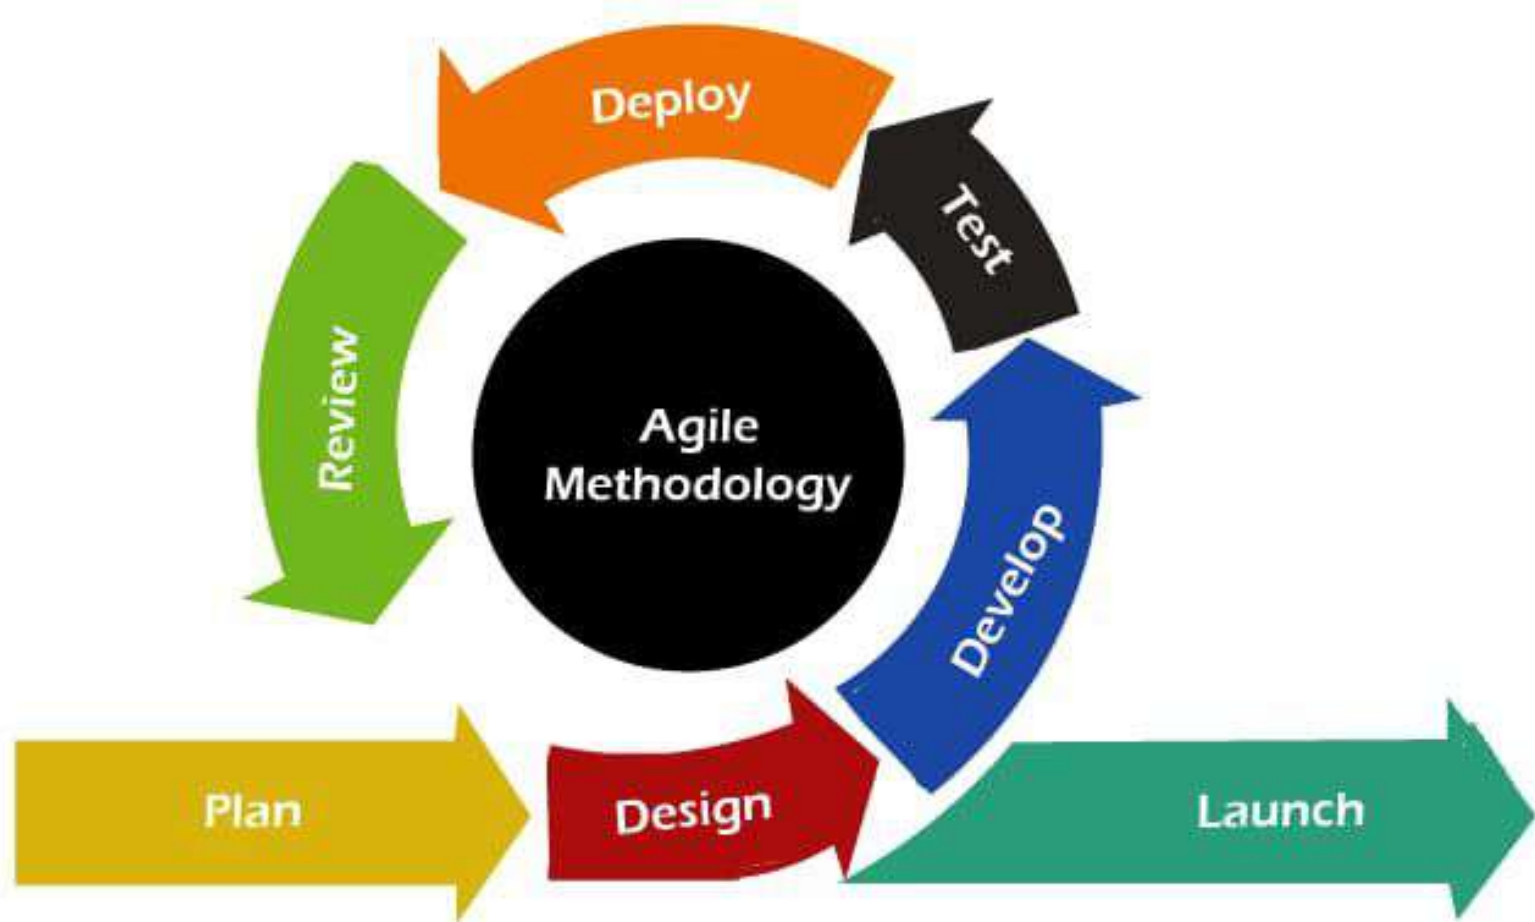 Deploy
Test
Review
Agile
Methodology
Develop
Plan
Design
Launch